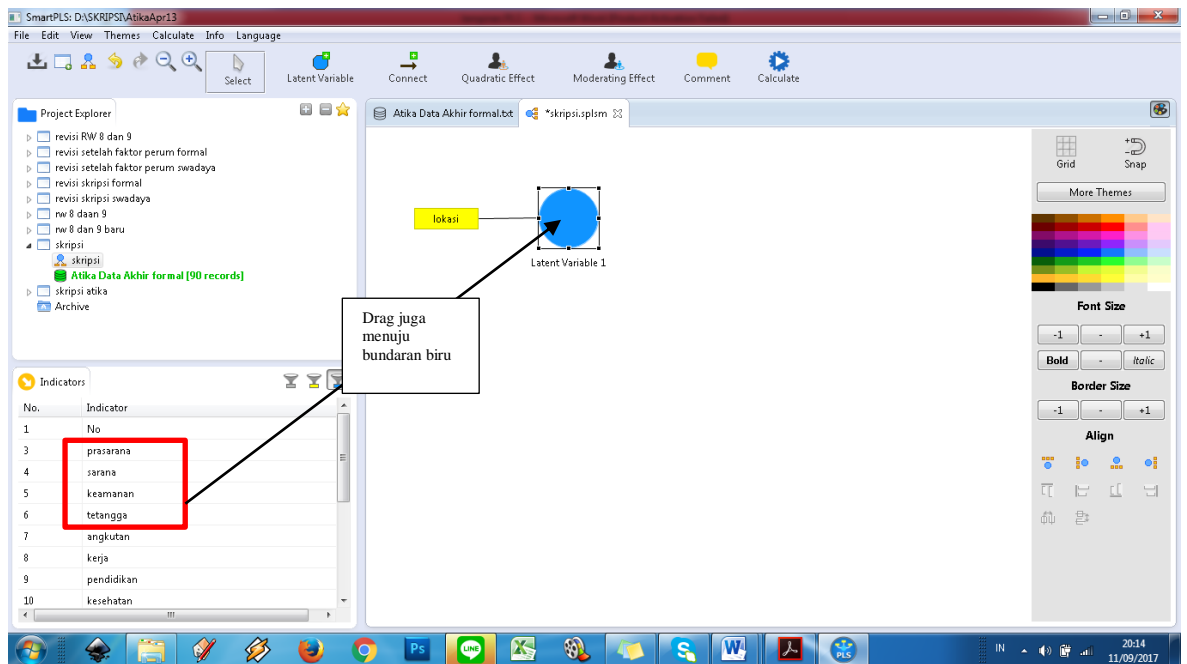 SmartPLS: D:\SKRIPSI\AtikaApr13
File Edit View Themes Calculate Info Language
Select
Latent Variable
Connect
Quadratic Effect
Moderating Effect
Comment
Calculate
Project Explorer
revisi RW 8 dan 9
revisi setelah faktor perum formal
revisi setelah faktor perum swadaya
revisi skripsi formal
revisi skripsi swadaya
rw 8 daan 9
rw 8 dan 9 baru
skripsi
skripsi
Atika Data Akhir formal [90 records]
skripsi atika
Archive
Indicators
No. Indicator
1 No
3 prasarana
4 sarana
5 keamanan
6 tetangga
7 angkutan
8 kerja
9 pendidikan
10 kesehatan
Atika Data Akhir formal.txt
*skripsi.splsm
lokasi
Latent Variable 1
Drag juga
menuju
bundaran biru
Grid Snap
More Themes
Font Size
-1 - +1
Bold - Italic
Border Size
-1 - +1
Align
Ps
LINE
S
W
PLS
IN
20:14
11/09/2017